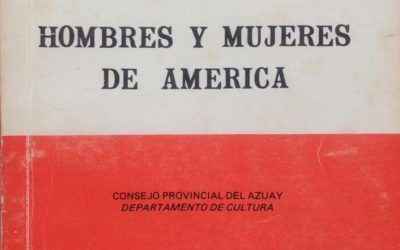 HOMBRES Y MUJERES
DE AMERICA
CONSEJO PROVINCIAL DEL AZUAY
DEPARTAMENTO DE CULTURA